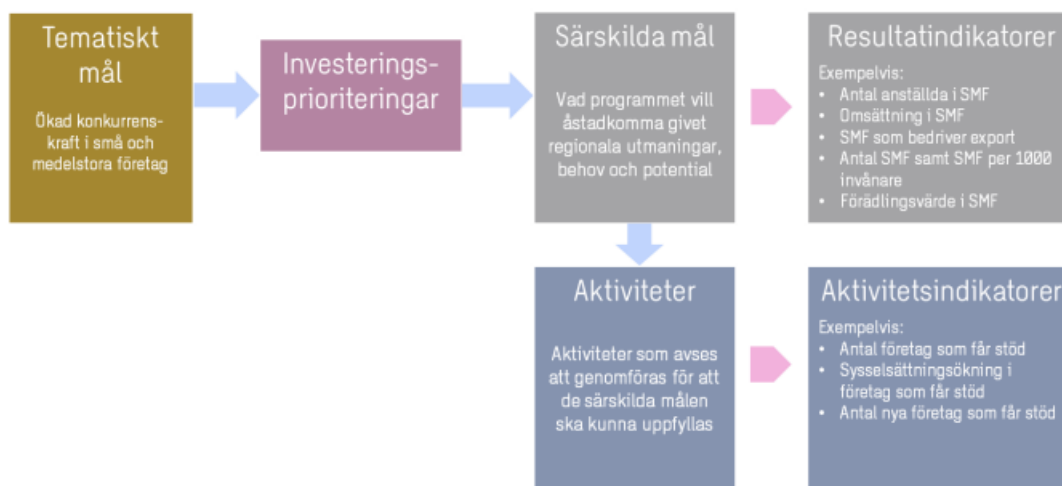 Tematiskt
mål
Ökad konkurrens-
kraft i små och
medelstora företag
Investerings-
prioriteringar
Särskilda mål
Vad programmet vill
åstadkomma givet
regionala utmaningar,
behov och potential
Resultatindikatorer
Exempelvis:
• Antal anställda i SMF
• Omsättning i SMF
• SMF som bedriver export
• Antal SMF samt SMF per 1000
invånare
• Förädlingsvärde i SMF
Aktiviteter
Aktiviteter som avses
att genomföras för att
de särskilda målen
ska kunna uppfyllas
Aktivitetsindikatorer
Exempelvis:
• Antal företag som får stöd
• Sysselsättningsökning i
företag som får stöd
• Antal nya företag som får stöd